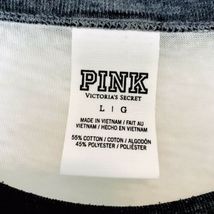 PINK
VICTORIA'S SECRET
L | G
MADE IN VIETNAM / FAIT AU
VIETNAM / HECHO EN VIETNAM
55% COTTON / COTON / ALGODÓN
45% POLYESTER / POLIÉSTER